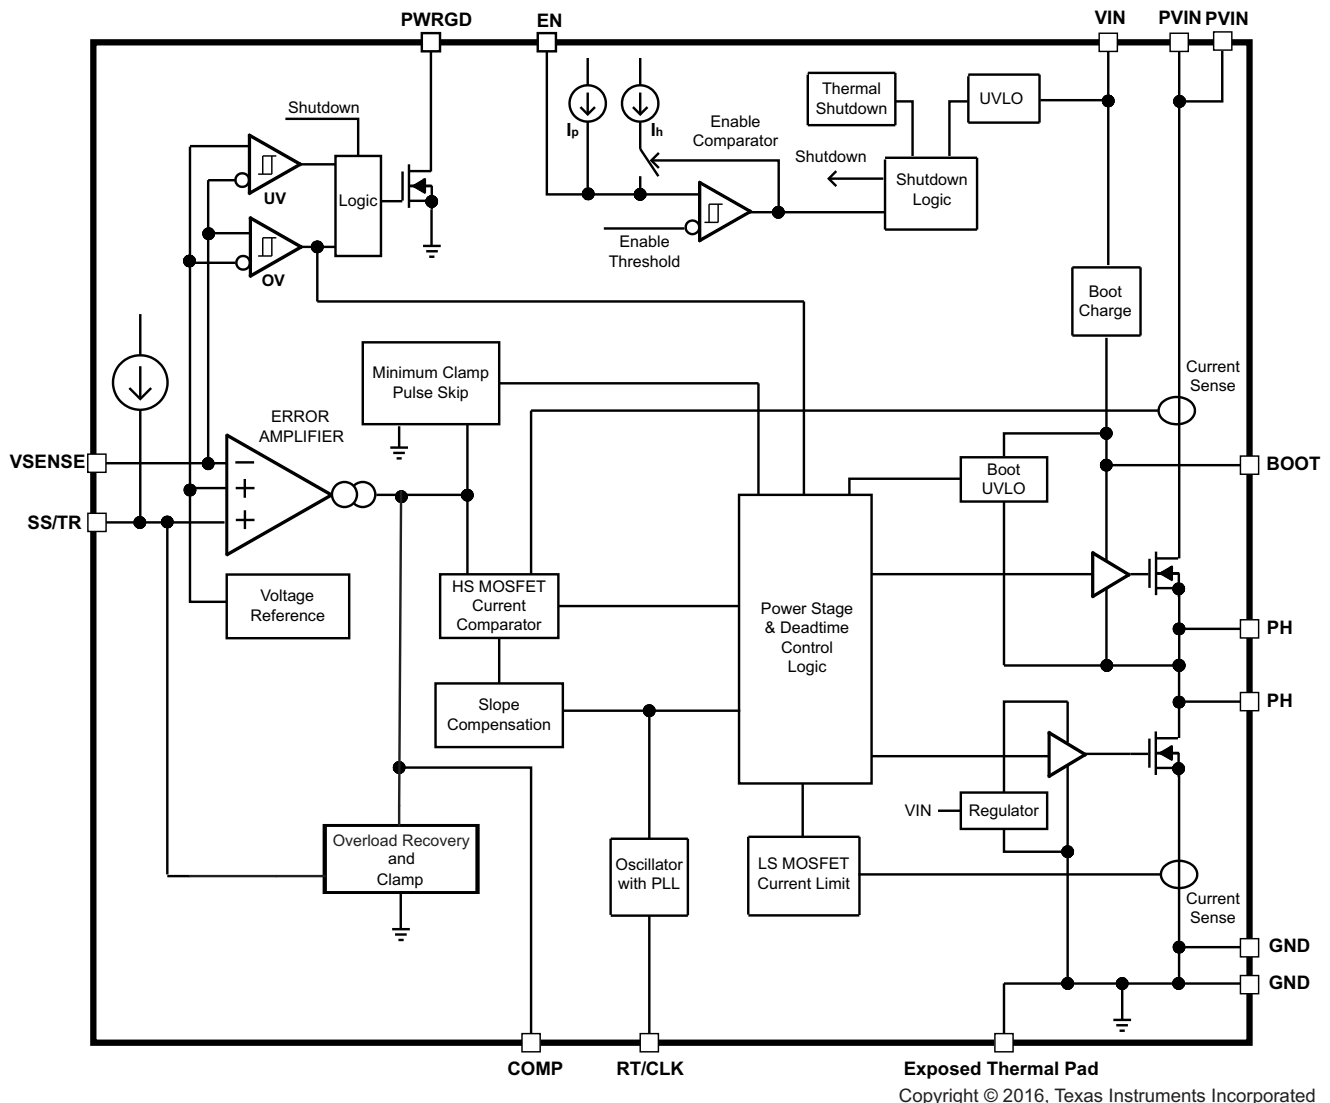 PWRGD
EN
VIN
PVIN
PVIN
Shutdown
Thermal
Shutdown
UVLO
Ip
Ih
Enable
Comparator
Shutdown
UV
Logic
Shutdown
Logic
Enable
Threshold
OV
Boot
Charge
Minimum Clamp
Pulse Skip
Current
Sense
ERROR
AMPLIFIER
VSENSE
−
+
+
SS/TR
Boot
UVLO
BOOT
Voltage
Reference
HS MOSFET
Current
Comparator
Power Stage
& Deadtime
Control
Logic
PH
PH
Slope
Compensation
VIN
Regulator
Overload Recovery
and
Clamp
Oscillator
with PLL
LS MOSFET
Current Limit
Current
Sense
GND
GND
COMP
RT/CLK
Exposed Thermal Pad
Copyright © 2016, Texas Instruments Incorporated